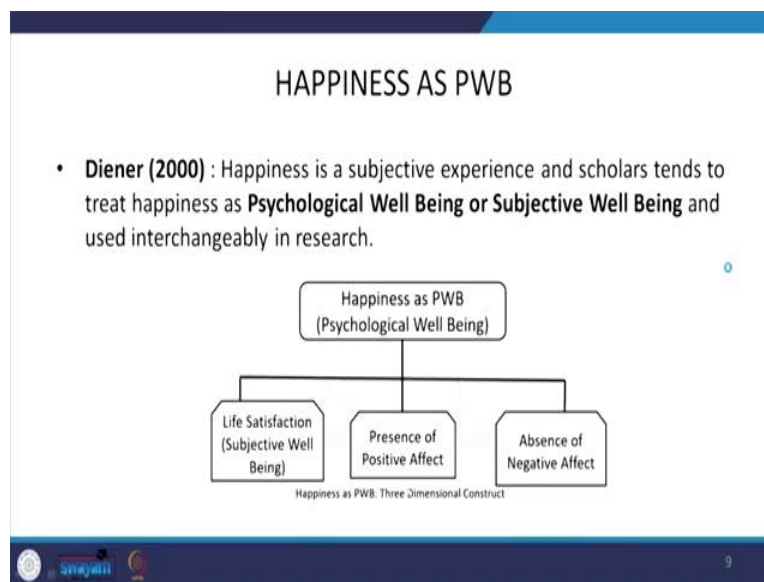 HAPPINESS AS PWB
• Diener (2000) : Happiness is a subjective experience and scholars tends to
treat happiness as Psychological Well Being or Subjective Well Being and
used interchangeably in research.
Happiness as PWB
(Psychological Well Being)
Life Satisfaction
(Subjective Well
Being)
Presence of
Positive Affect
Absence of
Negative Affect
Happiness as PWB: Three Dimensional Construct
swayam
9